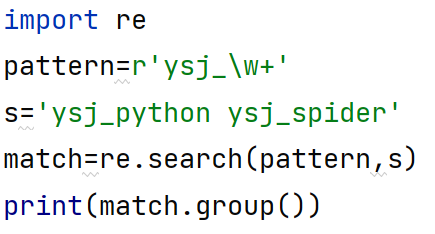 import re
pattern=r'ysj_\w+'
s='ysj_python ysj_spider'
match=re.search(pattern,s)
print(match.group())